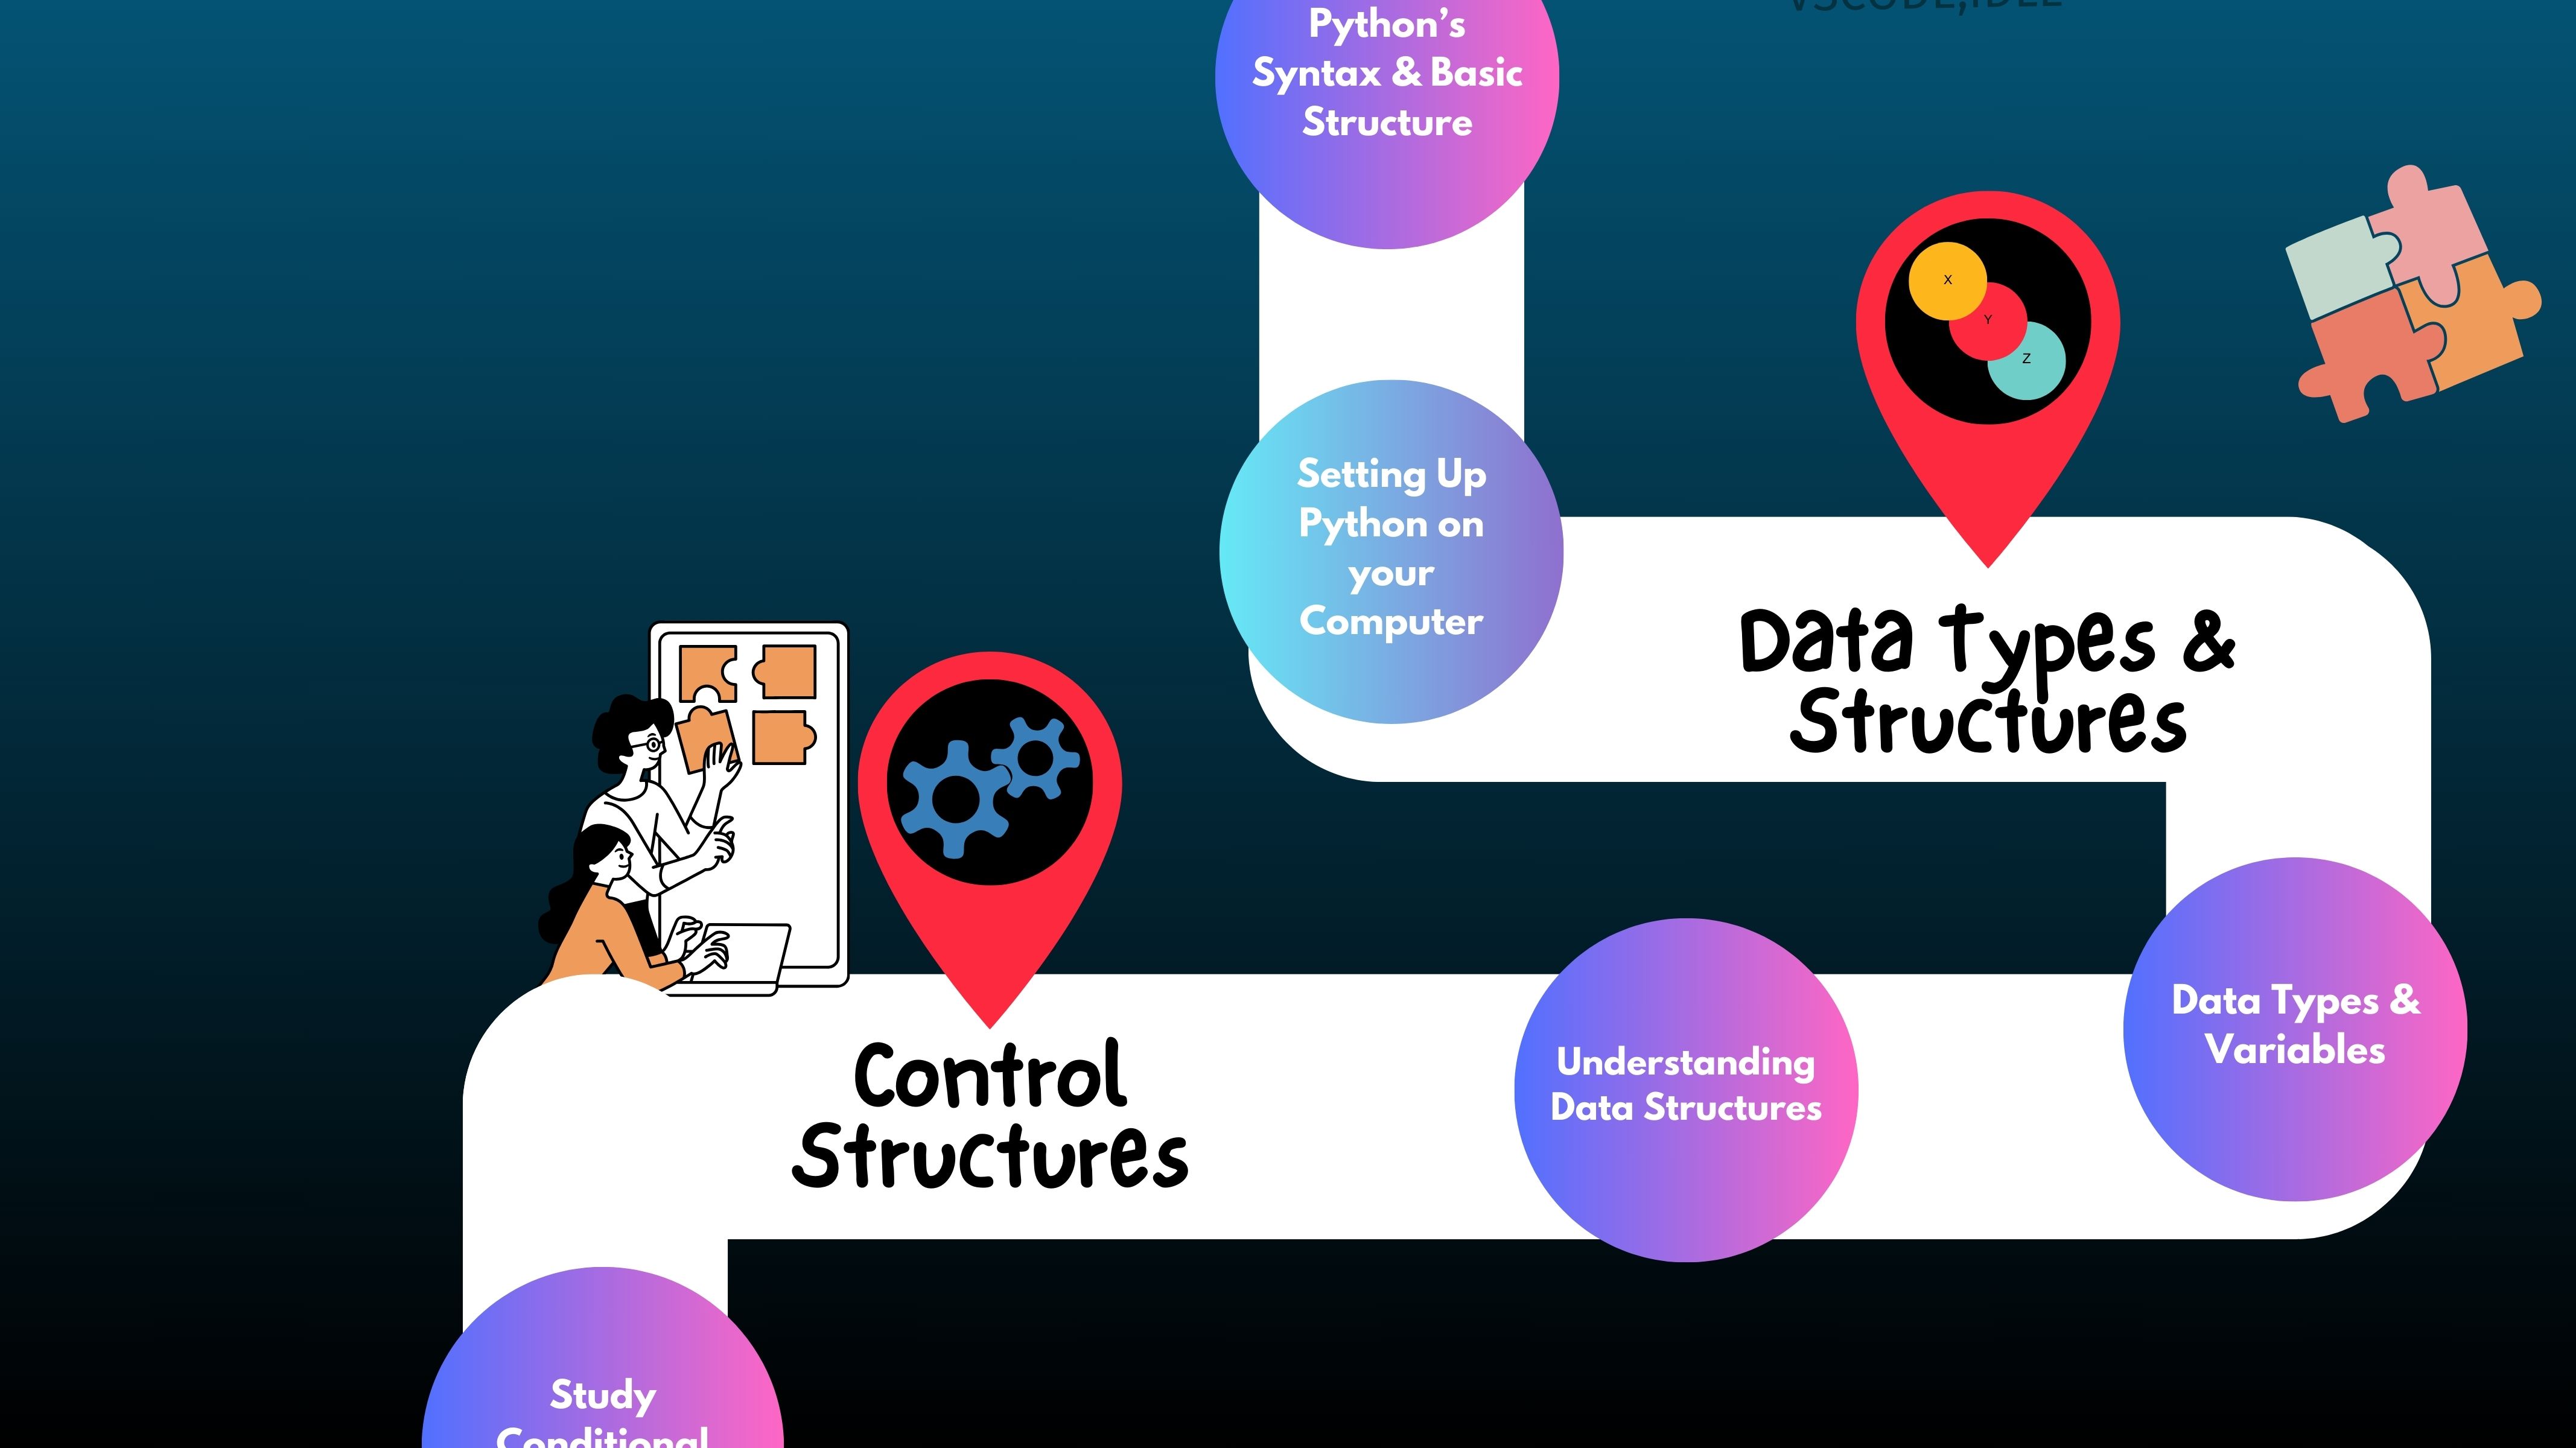 VSCODE,IDLE
Python's
Syntax & Basic
Structure
X
Y
Z
Setting Up
Python on
your
Computer
Data Types &
Structures
Control
Structures
Understanding
Data Structures
Data Types &
Variables
Study
Conditional